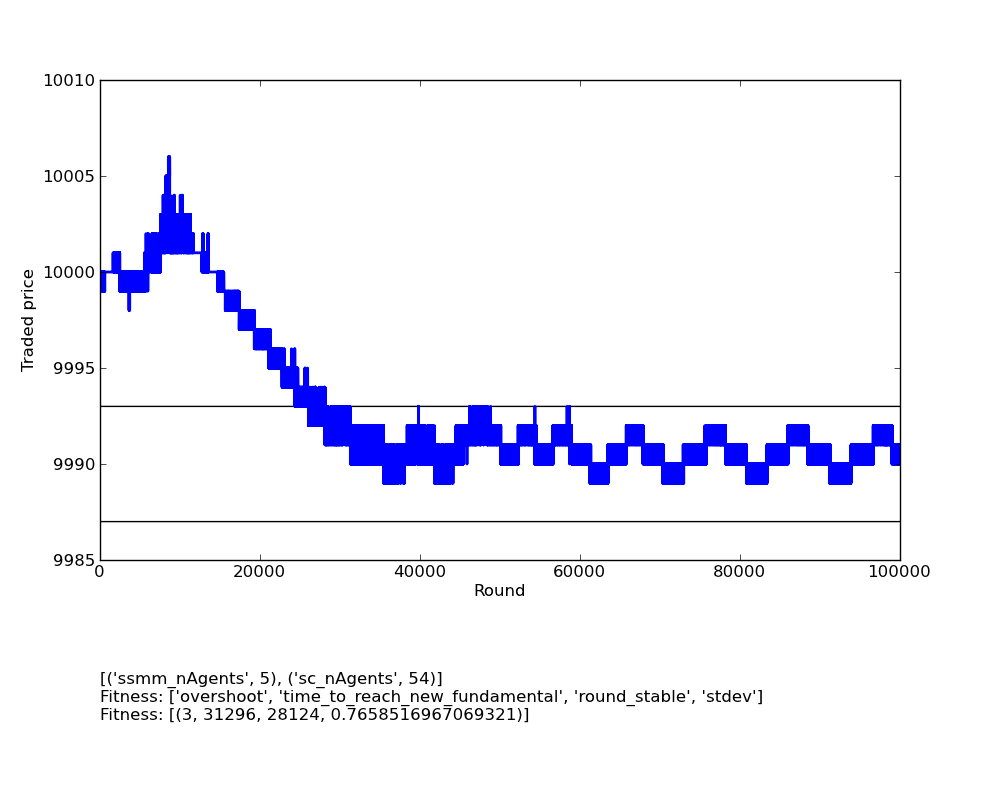 10010
10005
10000
9995
9990
9985
Traded price
0 20000 40000 60000 80000 100000
Round
[('ssmm_nAgents', 5), ('sc_nAgents', 54)]
Fitness: ['overshoot', 'time_to_reach_new_fundamental', 'round_stable', 'stdev']
Fitness: [(3, 31296, 28124, 0.7658516967069321)]